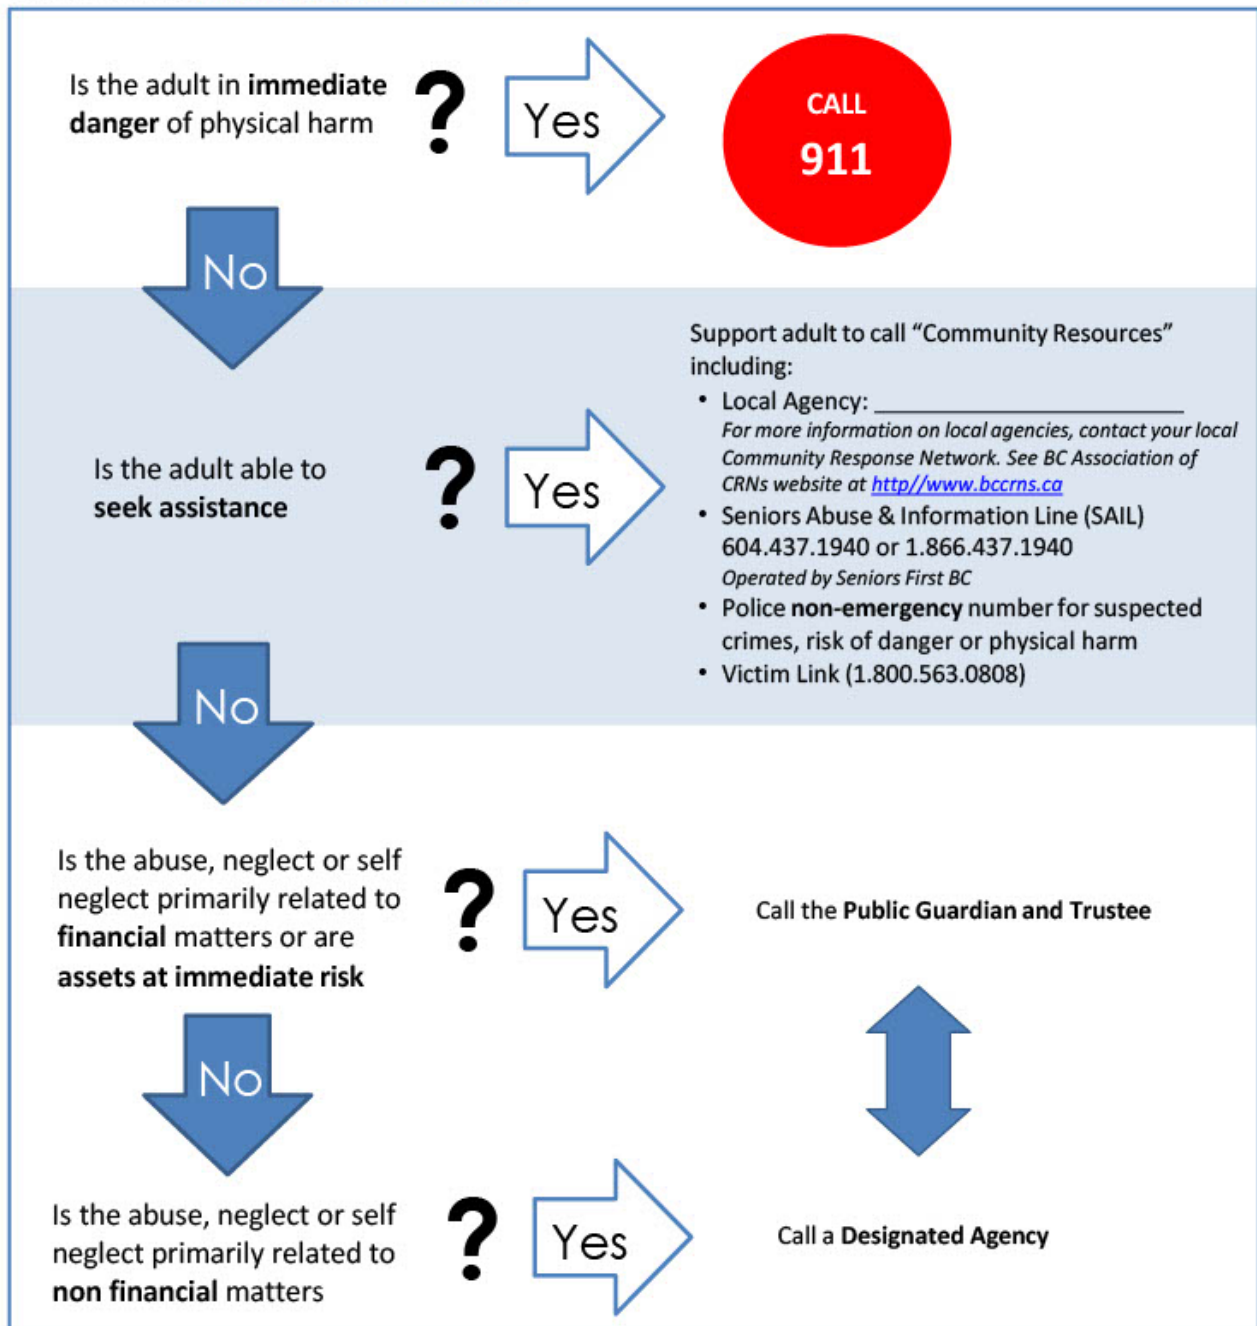 Is the adult in immediate
danger of physical harm
?
Yes
CALL
911
No
Is the adult able to
seek assistance
?
Yes
Support adult to call “Community Resources”
including:
• Local Agency: ________________________
For more information on local agencies, contact your local
Community Response Network. See BC Association of
CRNs website at http//www.bccrns.ca
• Seniors Abuse & Information Line (SAIL)
604.437.1940 or 1.866.437.1940
Operated by Seniors First BC
• Police non-emergency number for suspected
crimes, risk of danger or physical harm
• Victim Link (1.800.563.0808)
No
Is the abuse, neglect or self
neglect primarily related to
financial matters or are
assets at immediate risk
?
Yes
Call the Public Guardian and Trustee
No
Is the abuse, neglect or self
neglect primarily related to
non financial matters
?
Yes
Call a Designated Agency